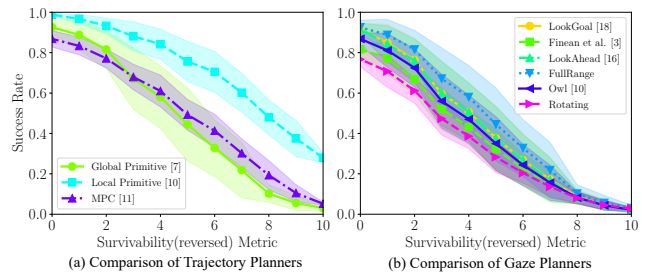 1.0
0.8
0.6
0.4
0.2
0.0
Success Rate
Global Primitive [7]
Local Primitive [10]
MPC [11]
0 2 4 6 8 10
Survivability(reversed) Metric
(a) Comparison of Trajectory Planners
1.0
0.8
0.6
0.4
0.2
0.0
LookGoal [18]
Finean et al. [3]
LookAhead [16]
FullRange
Owl [10]
Rotating
0 2 4 6 8 10
Survivability(reversed) Metric
(b) Comparison of Gaze Planners